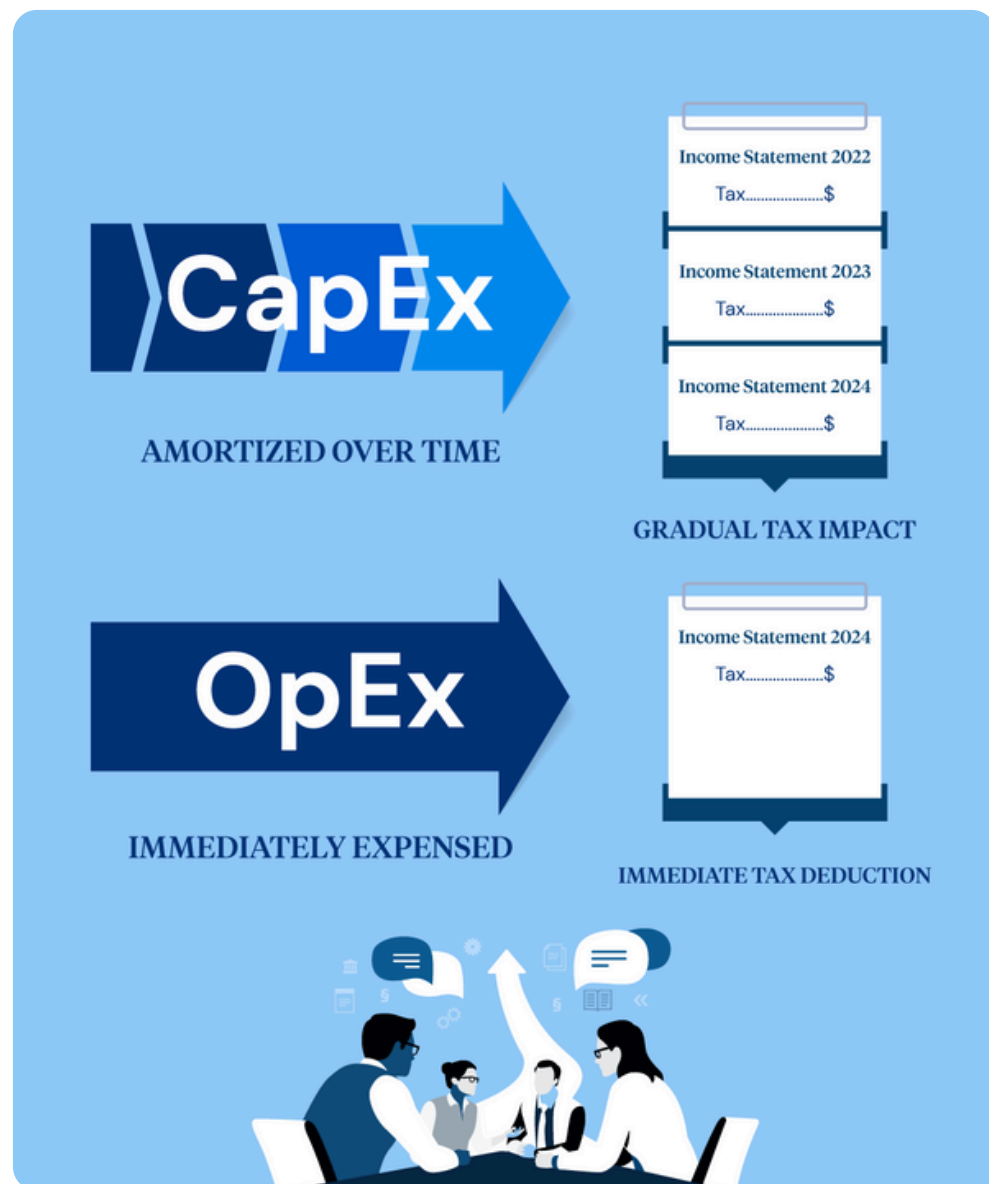 CapEx
AMORTIZED OVER TIME
Income Statement 2022
Tax.....................$
Income Statement 2023
Tax.....................$
Income Statement 2024
Tax.....................$
GRADUAL TAX IMPACT
OpEx
IMMEDIATELY EXPENSED
Income Statement 2024
Tax.....................$
IMMEDIATE TAX DEDUCTION
§
§